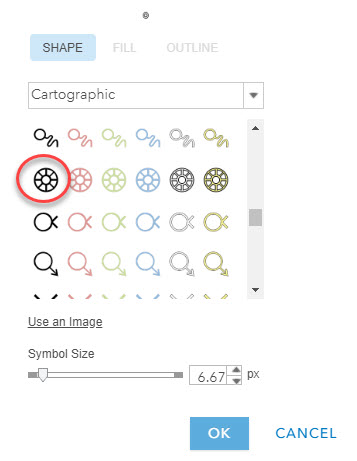 SHAPE FILL OUTLINE
Cartographic
Use an Image
Symbol Size
6.67 px
OK CANCEL